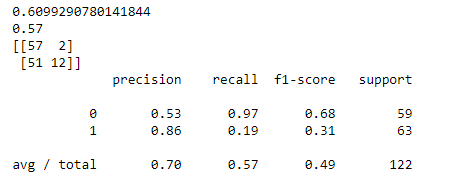 0.6099290780141844
0.57
[[57  2]
 [51 12]]
             precision    recall  f1-score   support

          0       0.53      0.97      0.68        59
          1       0.86      0.19      0.31        63

avg / total       0.70      0.57      0.49       122